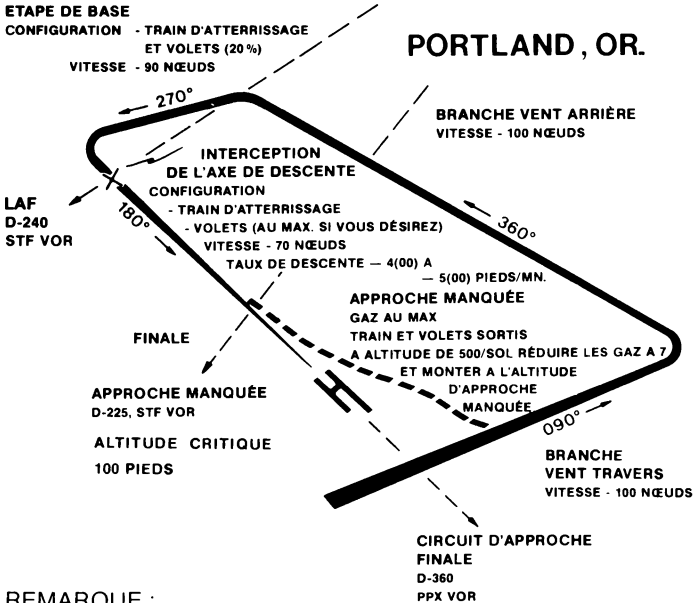 ETAPE DE BASE
CONFIGURATION - TRAIN D'ATTERRISSAGE
ET VOLETS (20%)
VITESSE - 90 NŒUDS
PORTLAND, OR.
270°
BRANCHE VENT ARRIÈRE
VITESSE - 100 NŒUDS
INTERCEPTION
DE L'AXE DE DESCENTE
CONFIGURATION
- TRAIN D'ATTERRISSAGE
- VOLETS (AU MAX. SI VOUS DÉSIREZ)
VITESSE - 70 NŒUDS
TAUX DE DESCENTE — 4(00) A
— 5(00) PIEDS/MN.
LAF
D-240
STF VOR
180°
360°
APPROCHE MANQUÉE
GAZ AU MAX
TRAIN ET VOLETS SORTIS
A ALTITUDE DE 500/SOL RÉDUIRE LES GAZ A 7
ET MONTER A L'ALTITUDE
D'APPROCHE
MANQUÉE
FINALE
APPROCHE MANQUÉE
D-225, STF VOR
ALTITUDE CRITIQUE
100 PIEDS
090°
BRANCHE
VENT TRAVERS
VITESSE - 100 NŒUDS
CIRCUIT D'APPROCHE
FINALE
D-360
PPX VOR
REMARQUE :